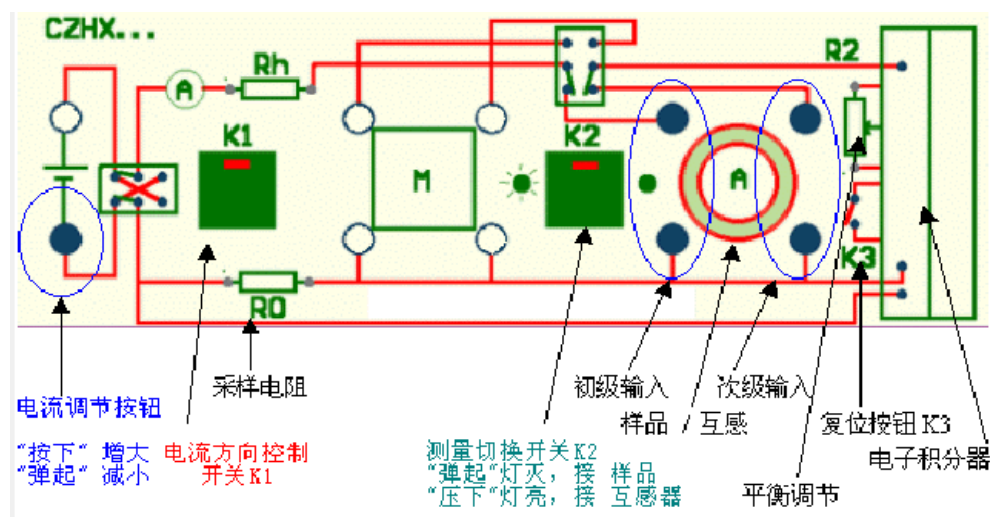 CZHX...
Rh
R2
A
K1
K2
M
A
K3
R0
采样电阻
初级输入
次级输入
电流调节按钮
样品
互感
复位按钮K3
"按下" 增大
"弹起" 减小
电流方向控制
开关K1
测量切换开关K2
"弹起"灯灭，接 样品
"压下"灯亮，接 互感器
电子积分器
平衡调节